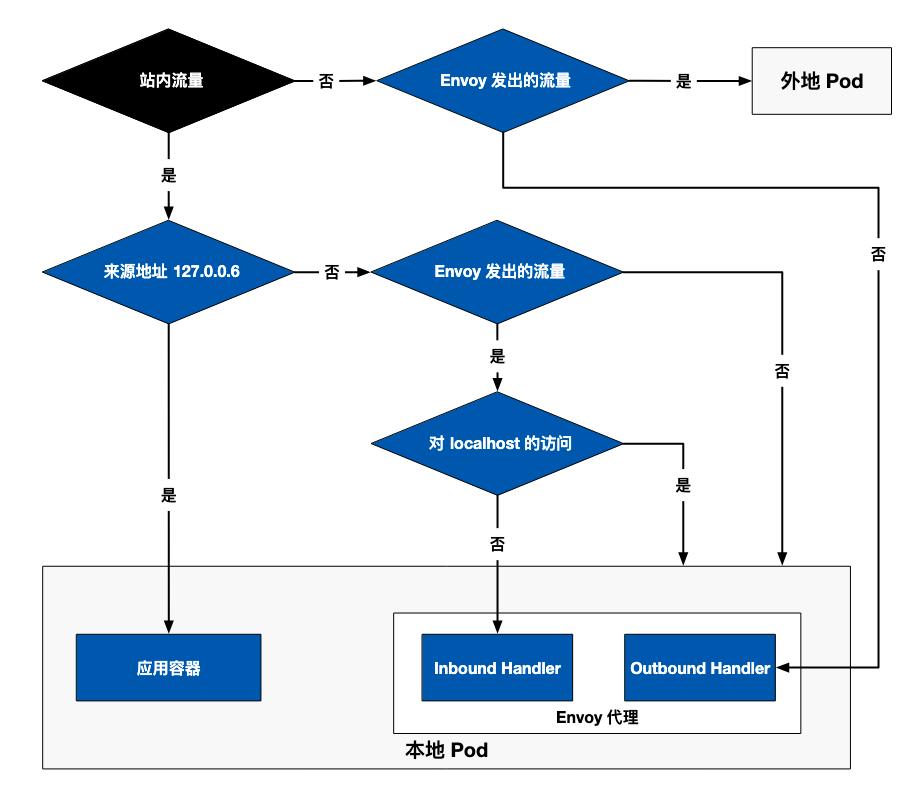 站内流量
否
Envoy 发出的流量
是
外地 Pod
是
否
来源地址 127.0.0.6
否
Envoy 发出的流量
是
否
对 localhost 的访问
是
是
否
应用容器
Inbound Handler
Outbound Handler
Envoy 代理
本地 Pod